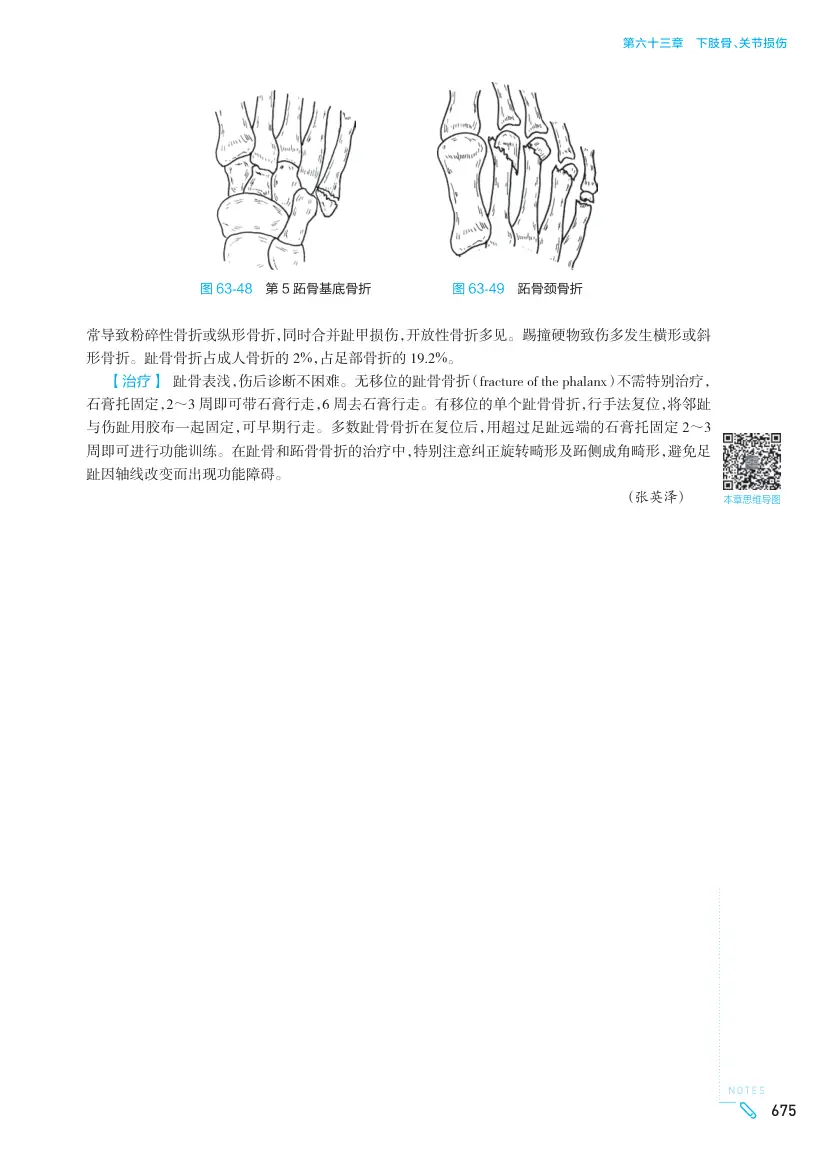 第六十三章 下肢骨、关节损伤
图 63-48 第 5 跖骨基底骨折
图 63-49 跖骨颈骨折
常导致粉碎性骨折或纵形骨折,同时合并趾甲损伤,开放性骨折多见。踢撞硬物致伤多发生横形或斜
形骨折。趾骨骨折占成人骨折的 2%,占足部骨折的 19.2%。
【治疗】 趾骨表浅,伤后诊断不困难。无移位的趾骨骨折(fracture of the phalanx)不需特别治疗,
石膏托固定,2～3 周即可带石膏行走,6 周去石膏行走。有移位的单个趾骨骨折,行手法复位,将邻趾
与伤趾用胶布一起固定,可早期行走。多数趾骨骨折在复位后,用超过足趾远端的石膏托固定 2～3
周即可进行功能训练。在趾骨和跖骨骨折的治疗中,特别注意纠正旋转畸形及跖侧成角畸形,避免足
趾因轴线改变而出现功能障碍。
(张英泽)
本章思维导图
NOTES
675